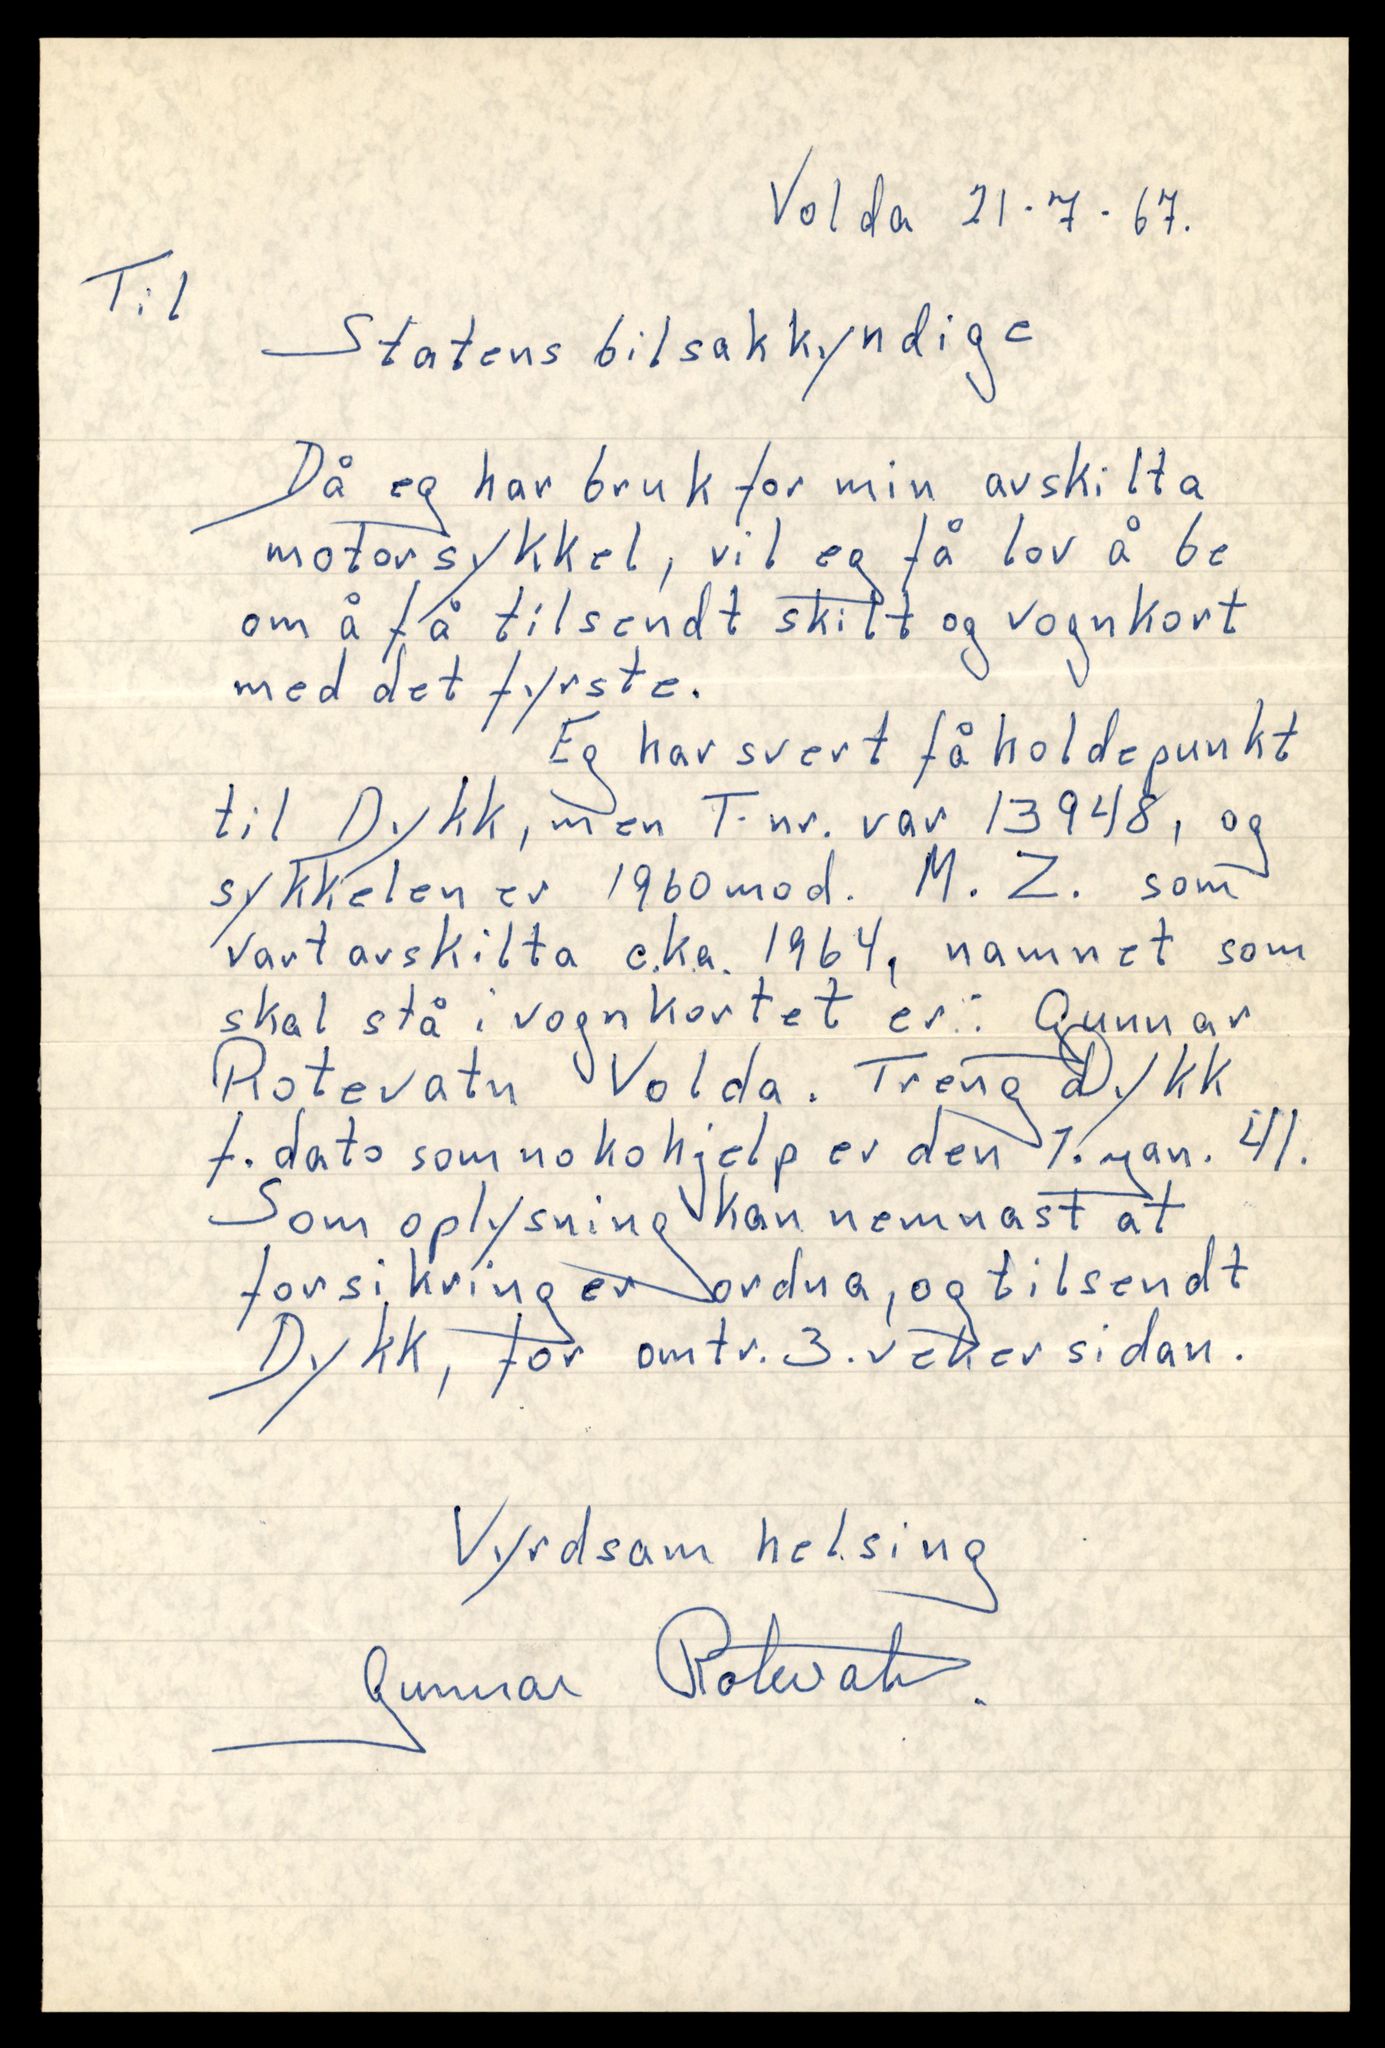 Volda 21.7.67.
Til
Statens bilsakkyndige
Då eg har bruk for min avskilta
motorsykkel, vil eg få lov å be
om å få tilsendt skilt og vognkort
med det fyrste.
Eg har svert få holdepunkt
til Dykk, men T-nr. var 13948, og
sykkelen er 1960 mod. M. Z. som
vart avskilta c.ka. 1964, namnet som
skal stå i vognkortet er: Gunnar
Rotevatn Volda. Treng Dykk
f. dato som noko hjelp er den 7. jan. 41.
Som oplysning kan nemnast at
forsikring er ordna, og tilsendt
Dykk, for omtr. 3. veker sidan.
Vyrdsam helsing
Gunnar Rotevatn.